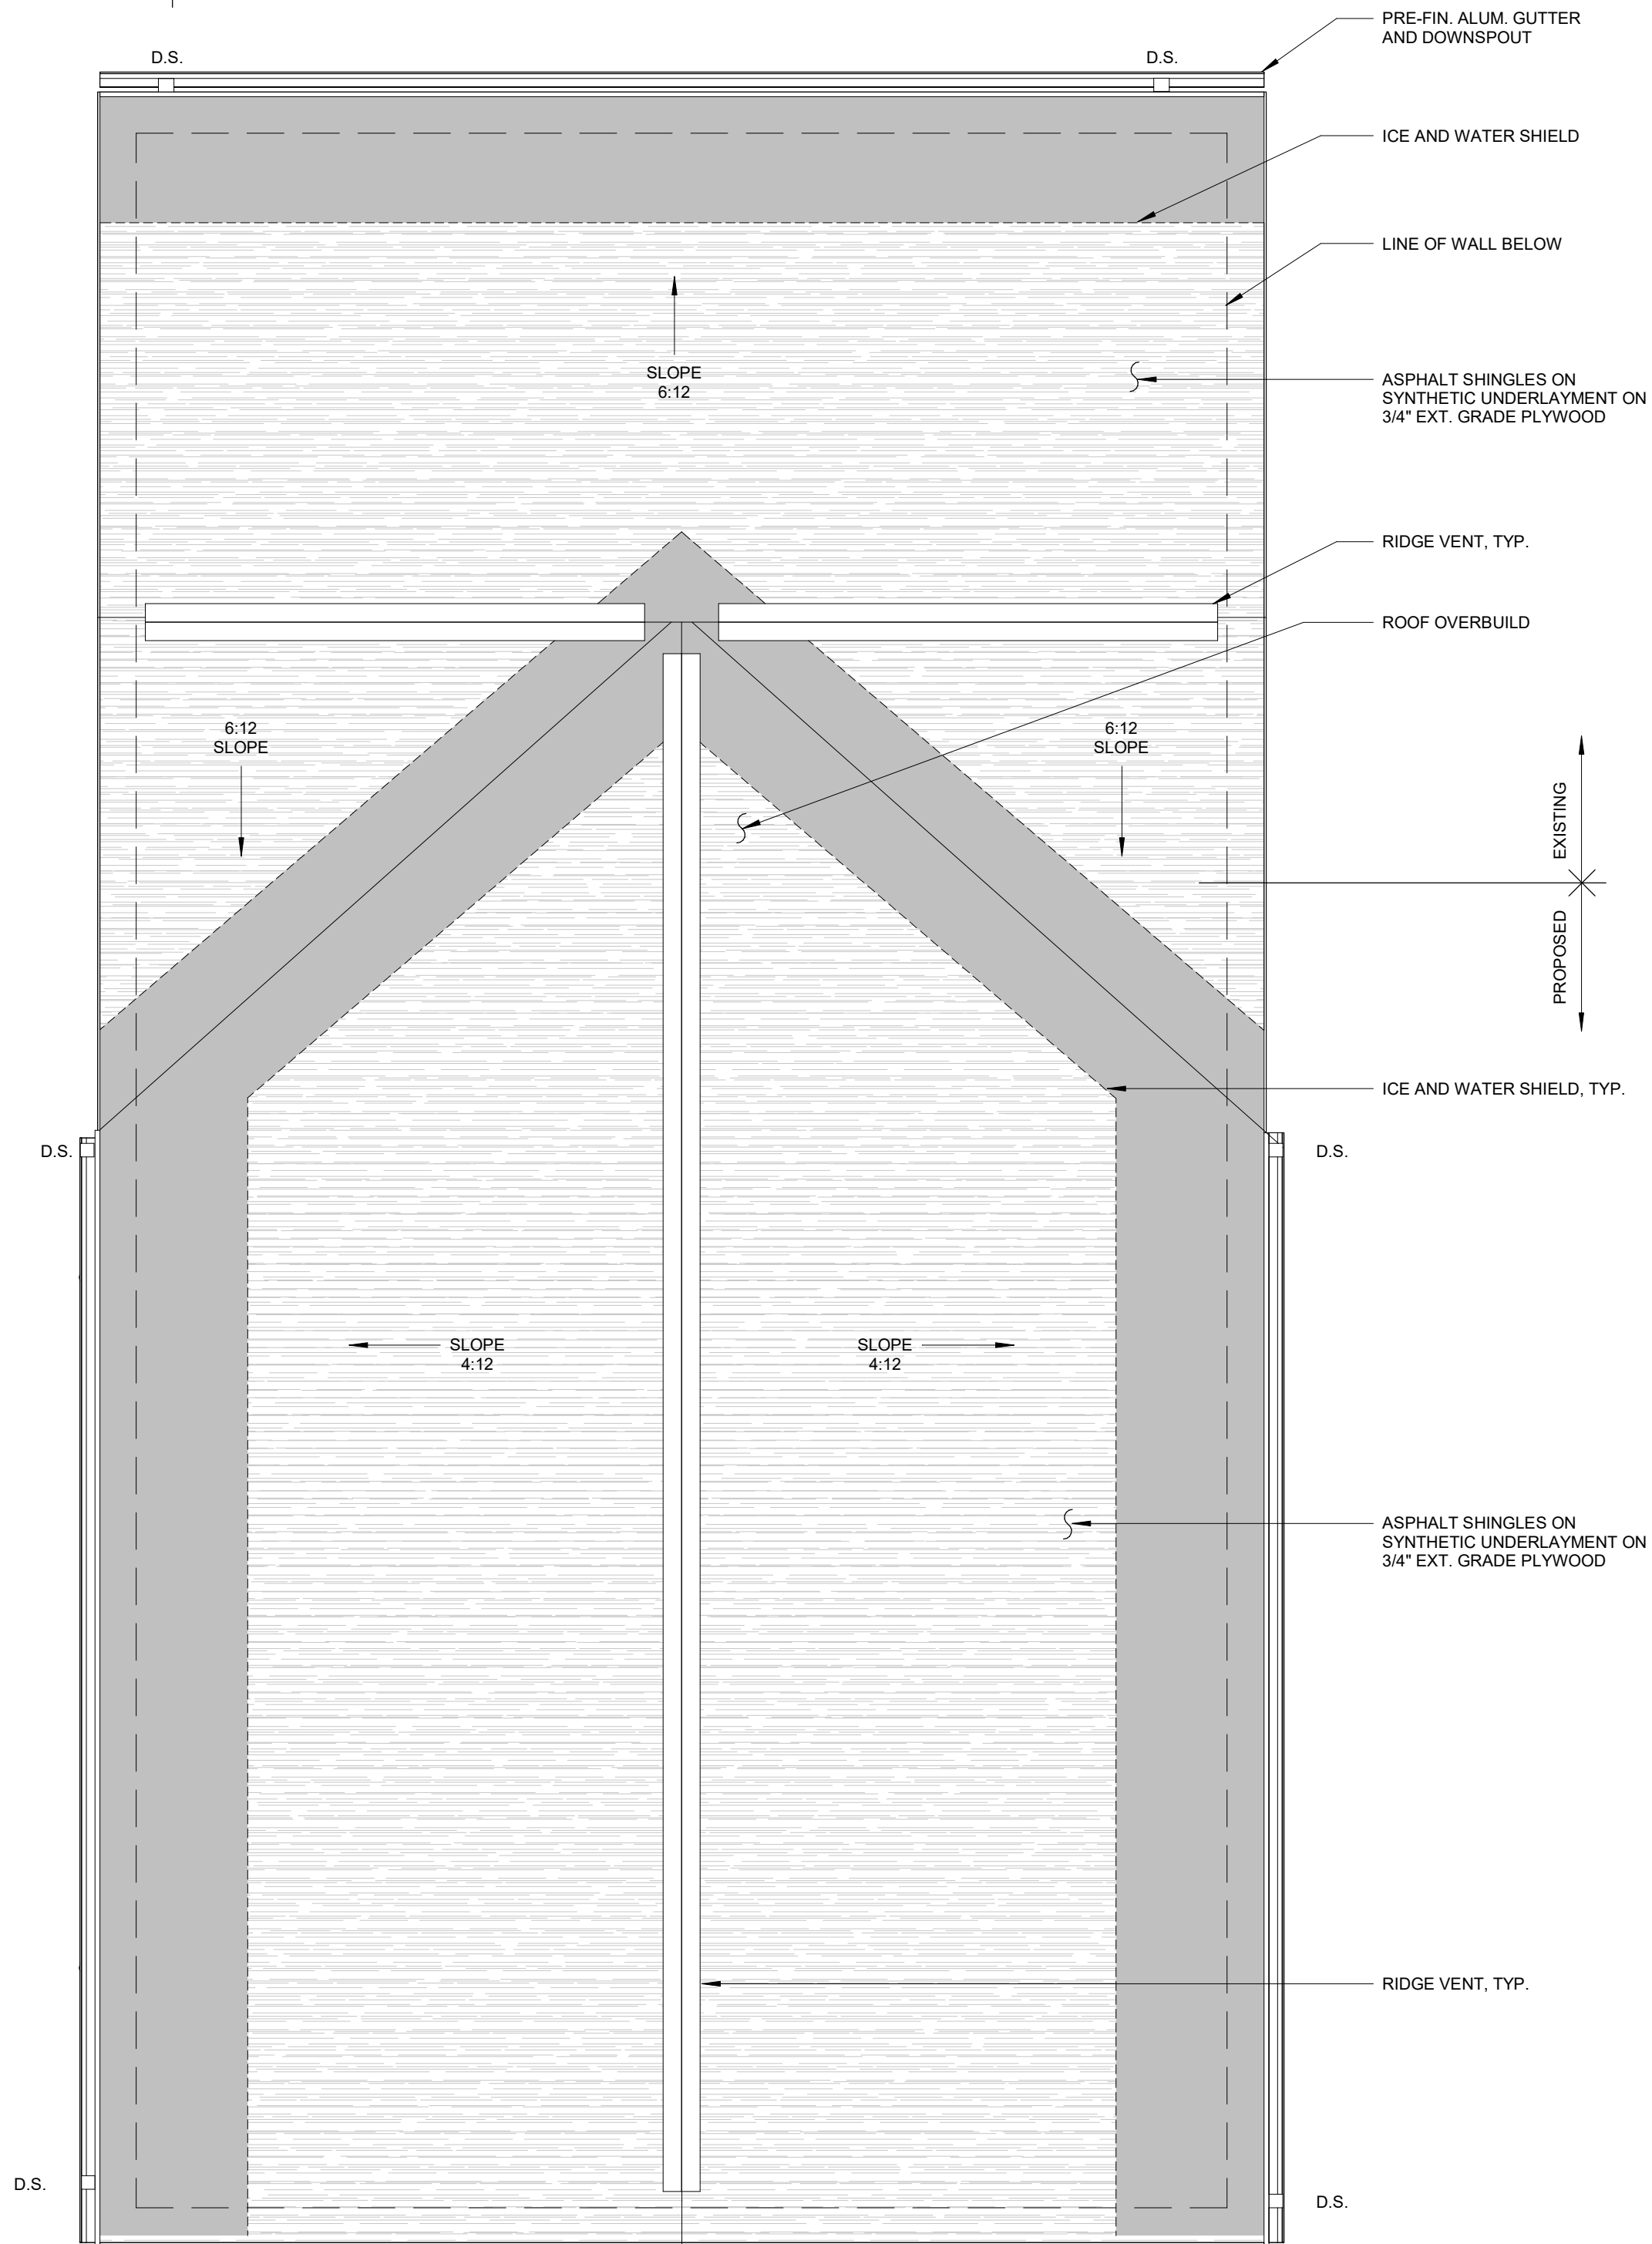 PRE-FIN. ALUM. GUTTER
AND DOWNSPOUT
D.S.
D.S.
ICE AND WATER SHIELD
LINE OF WALL BELOW
SLOPE
6:12
ASPHALT SHINGLES ON
SYNTHETIC UNDERLAYMENT ON
3/4" EXT. GRADE PLYWOOD
RIDGE VENT, TYP.
ROOF OVERBUILD
6:12
SLOPE
6:12
SLOPE
EXISTING
PROPOSED
ICE AND WATER SHIELD, TYP.
D.S.
D.S.
SLOPE
4:12
SLOPE
4:12
ASPHALT SHINGLES ON
SYNTHETIC UNDERLAYMENT ON
3/4" EXT. GRADE PLYWOOD
RIDGE VENT, TYP.
D.S.
D.S.